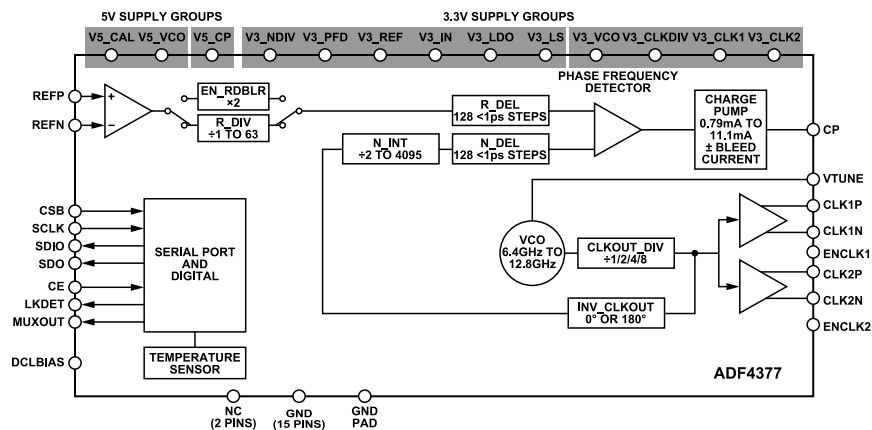 5V SUPPLY GROUPS
3.3V SUPPLY GROUPS
V5_CAL V5_VCO V5_CP V3_NDIV V3_PFD V3_REF V3_IN V3_LDO V3_LS V3_VCO V3_CLKDIV V3_CLK1 V3_CLK2
PHASE FREQUENCY
DETECTOR
REFP
+
REFN
−
EN_RDBLR
×2
R_DIV
÷1 TO 63
R_DEL
128 <1ps STEPS
N_INT
÷2 TO 4095
N_DEL
128 <1ps STEPS
CHARGE
PUMP
0.79mA TO
11.1mA
± BLEED
CURRENT
CP
VTUNE
CLK1P
CLK1N
ENCLK1
CLK2P
CLK2N
ENCLK2
VCO
6.4GHz TO
12.8GHz
CLKOUT_DIV
÷1/2/4/8
INV_CLKOUT
0° OR 180°
CSB
SCLK
SDIO
SDO
CE
LKDET
MUXOUT
DCLBIAS
SERIAL PORT
AND
DIGITAL
TEMPERATURE
SENSOR
ADF4377
NC
(2 PINS)
GND
(15 PINS)
GND
PAD